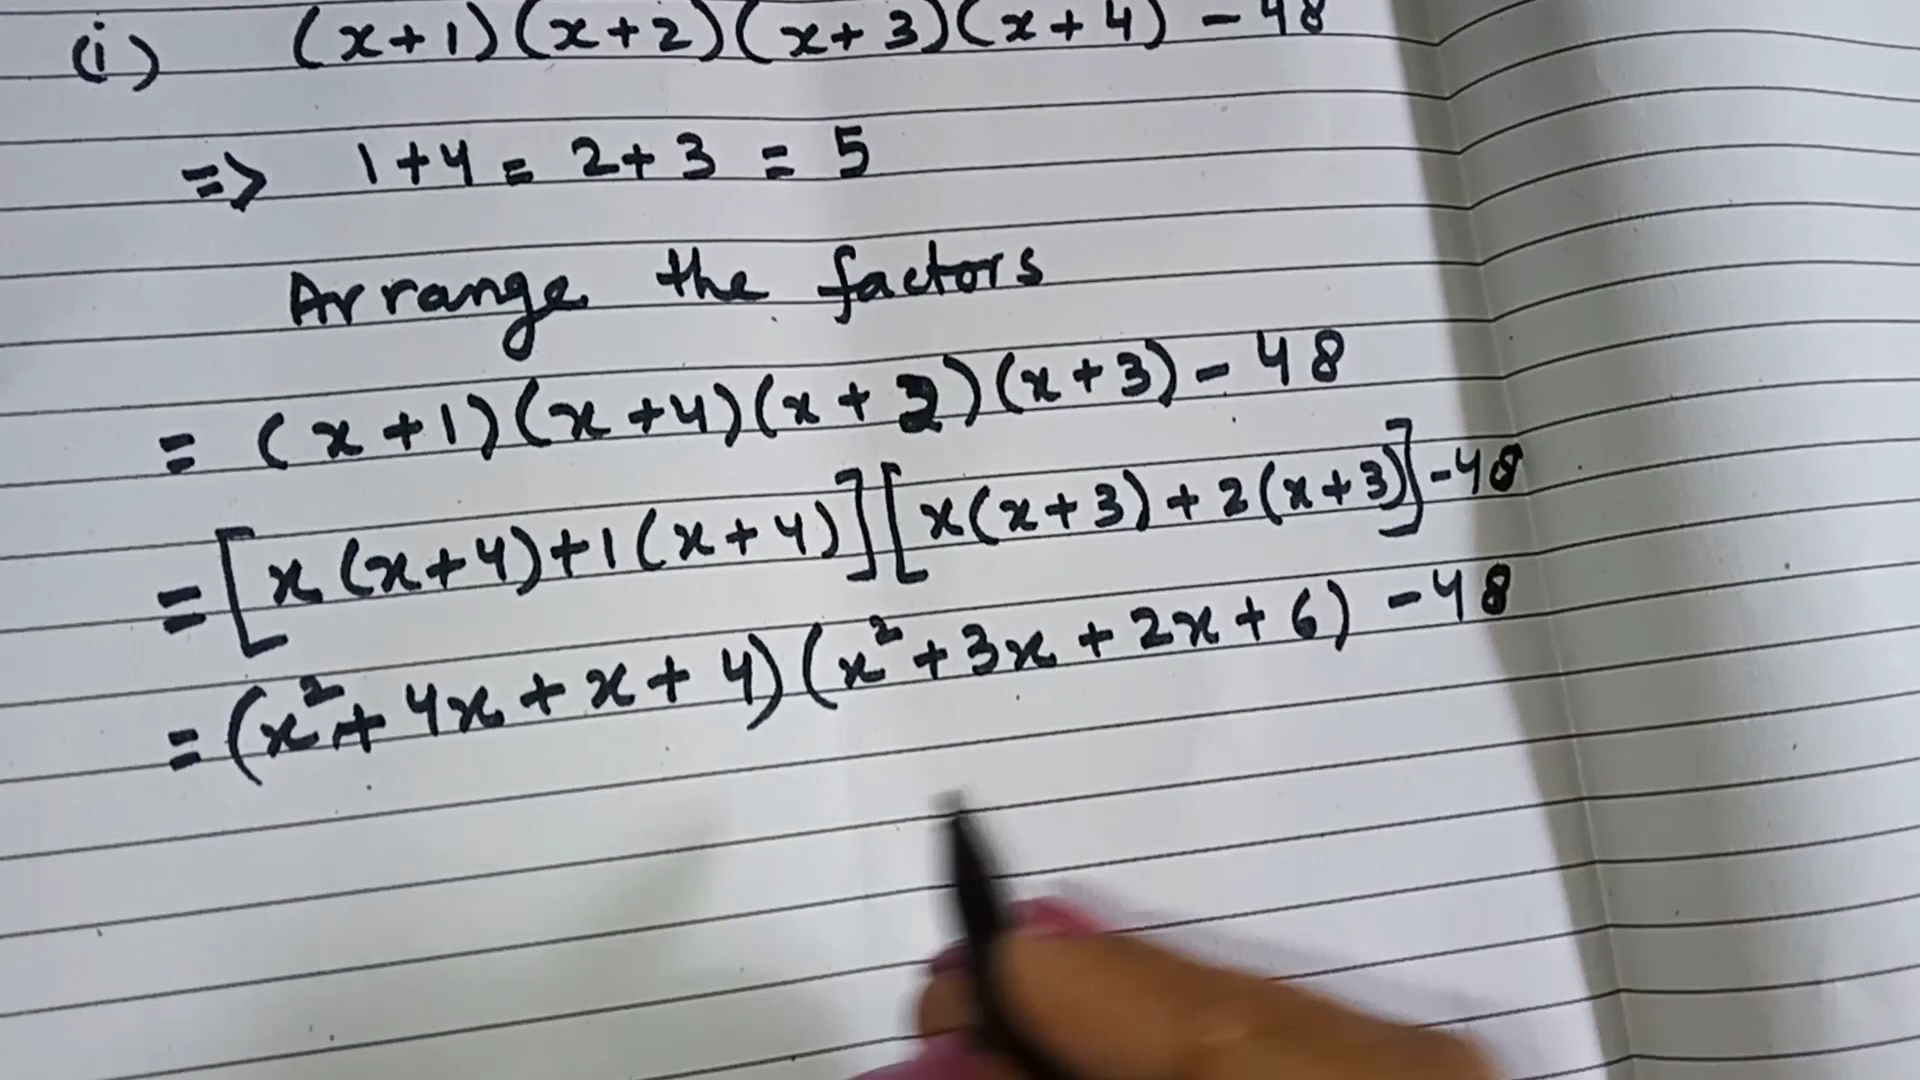 (i) (x+1)(x+2)(x+3)(x+4) - 48
=> 1+4 = 2+3 = 5
Arrange the factors
= (x+1)(x+4)(x+2)(x+3) - 48
= [x(x+4)+1(x+4)][x(x+3)+2(x+3)] - 48
= (x²+4x+x+4)(x²+3x+2x+6) - 48